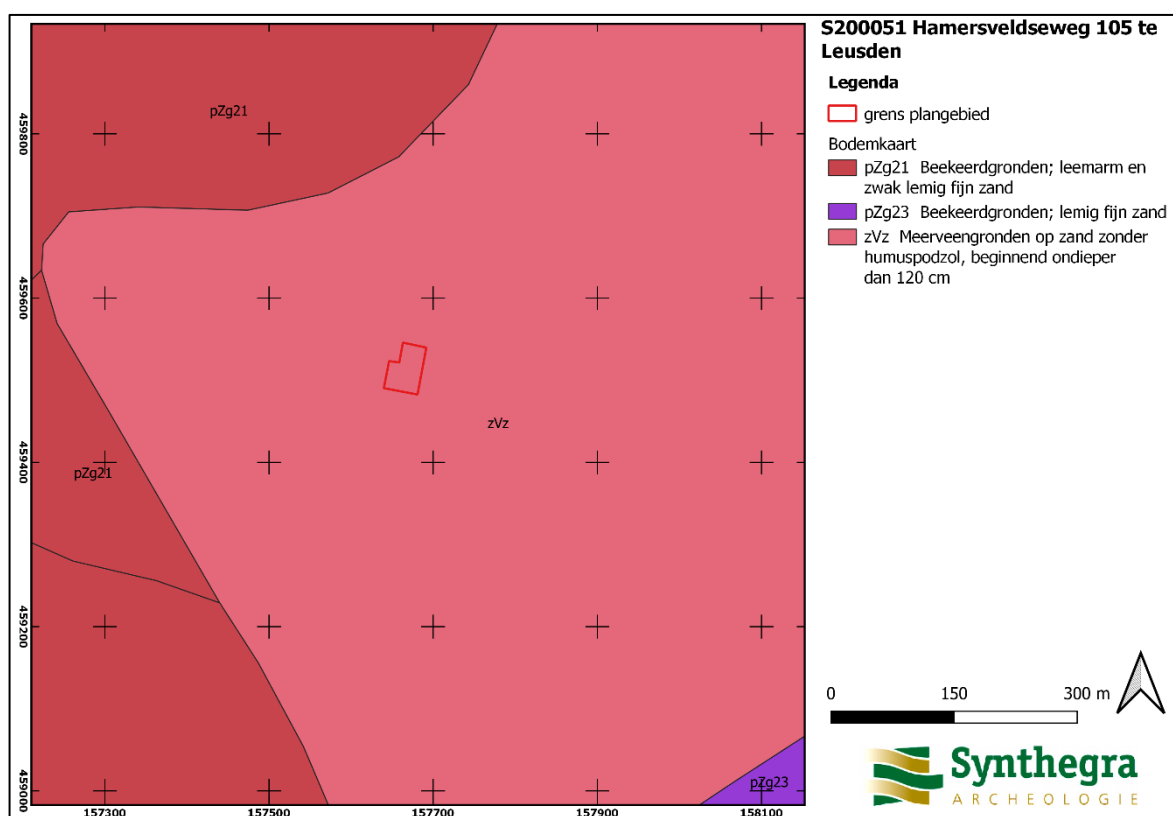 S200051 Hamersveldseweg 105 te
Leusden
Legenda
grens plangebied
Bodemkaart
pZg21 Beekeerdgronden; leemarm en
zwak lemig fijn zand
pZg23 Beekeerdgronden; lemig fijn zand
zVz Meerveengronden op zand zonder
humuspodzol, beginnend ondieper
dan 120 cm
pZg21
zVz
pZg21
pZg23
459800
459600
459400
459200
459000
157300
157500
157700
157900
158100
0 150 300 m
Synthegra
ARCHEOLOGIE